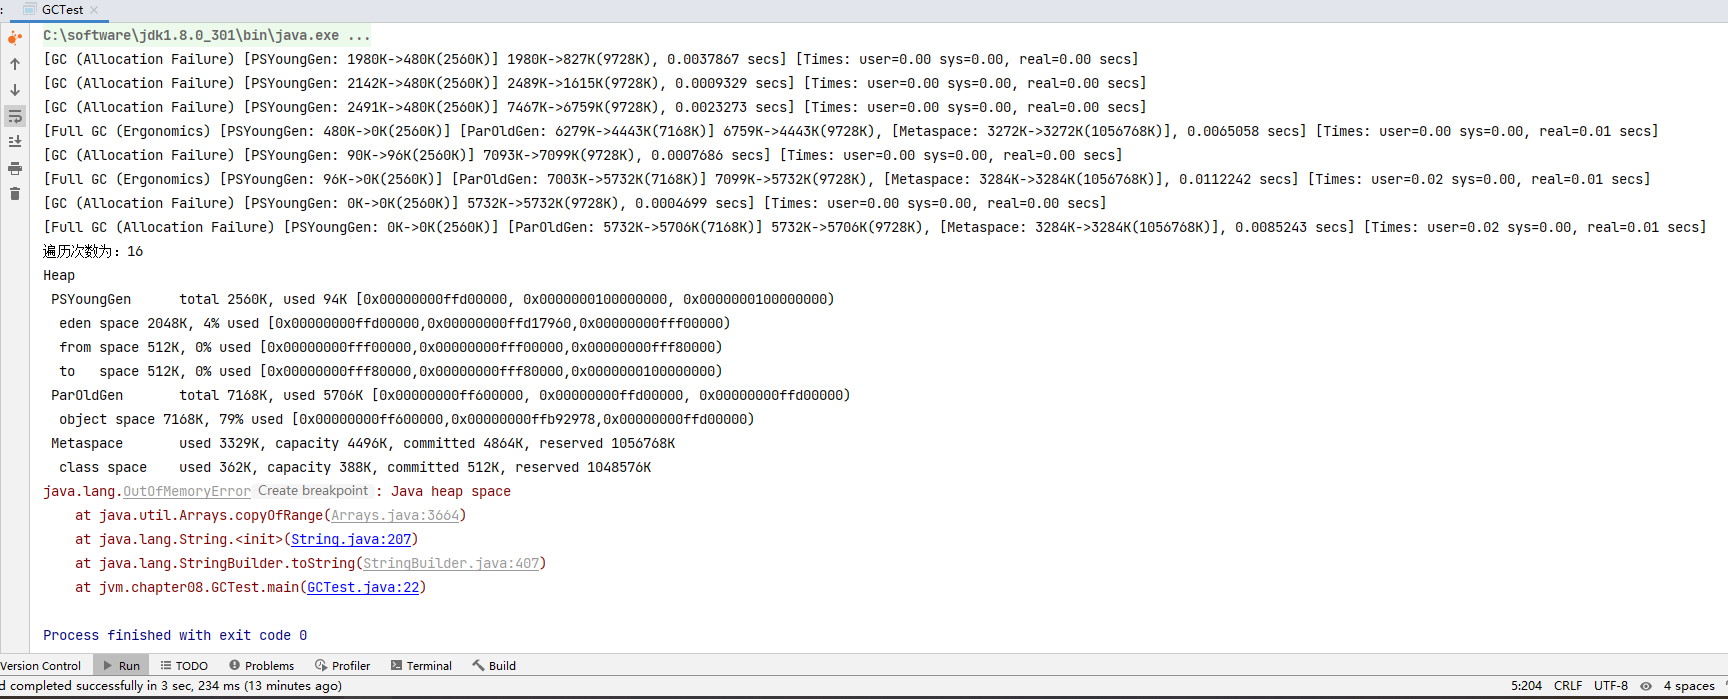 GCTest
C:\software\jdk1.8.0_301\bin\java.exe ...
[GC (Allocation Failure) [PSYoungGen: 1980K->480K(2560K)] 1980K->827K(9728K), 0.0037867 secs] [Times: user=0.00 sys=0.00, real=0.00 secs]
[GC (Allocation Failure) [PSYoungGen: 2142K->480K(2560K)] 2489K->1615K(9728K), 0.0009329 secs] [Times: user=0.00 sys=0.00, real=0.00 secs]
[GC (Allocation Failure) [PSYoungGen: 2491K->480K(2560K)] 7467K->6759K(9728K), 0.0023273 secs] [Times: user=0.00 sys=0.00, real=0.00 secs]
[Full GC (Ergonomics) [PSYoungGen: 480K->0K(2560K)] [ParOldGen: 6279K->4443K(7168K)] 6759K->4443K(9728K), [Metaspace: 3272K->3272K(1056768K)], 0.0065058 secs] [Times: user=0.00 sys=0.00, real=0.01 secs]
[GC (Allocation Failure) [PSYoungGen: 90K->96K(2560K)] 7093K->7099K(9728K), 0.0007686 secs] [Times: user=0.00 sys=0.00, real=0.00 secs]
[Full GC (Ergonomics) [PSYoungGen: 96K->0K(2560K)] [ParOldGen: 7003K->5732K(7168K)] 7099K->5732K(9728K), [Metaspace: 3284K->3284K(1056768K)], 0.0112242 secs] [Times: user=0.02 sys=0.00, real=0.01 secs]
[GC (Allocation Failure) [PSYoungGen: 0K->0K(2560K)] 5732K->5732K(9728K), 0.0004699 secs] [Times: user=0.00 sys=0.00, real=0.00 secs]
[Full GC (Allocation Failure) [PSYoungGen: 0K->0K(2560K)] [ParOldGen: 5732K->5706K(7168K)] 5732K->5706K(9728K), [Metaspace: 3284K->3284K(1056768K)], 0.0085243 secs] [Times: user=0.02 sys=0.00, real=0.01 secs]
遍历次数为：16
Heap
PSYoungGen total 2560K, used 94K [0x00000000ffd00000, 0x0000000100000000, 0x0000000100000000)
eden space 2048K, 4% used [0x00000000ffd00000,0x00000000ffd17960,0x00000000fff00000)
from space 512K, 0% used [0x00000000fff00000,0x00000000fff00000,0x00000000fff80000)
to space 512K, 0% used [0x00000000fff80000,0x00000000fff80000,0x0000000100000000)
ParOldGen total 7168K, used 5706K [0x00000000ff600000, 0x00000000ffd00000, 0x00000000ffd00000)
object space 7168K, 79% used [0x00000000ff600000,0x00000000ffb92978,0x00000000ffd00000)
Metaspace used 3329K, capacity 4496K, committed 4864K, reserved 1056768K
class space used 362K, capacity 388K, committed 512K, reserved 1048576K
java.lang.OutOfMemoryError Create breakpoint : Java heap space
at java.util.Arrays.copyOfRange(Arrays.java:3664)
at java.lang.String.<init>(String.java:207)
at java.lang.StringBuilder.toString(StringBuilder.java:407)
at jvm.chapter08.GCTest.main(GCTest.java:22)
Process finished with exit code 0
Version Control Run TODO Problems Profiler Terminal Build
d completed successfully in 3 sec, 234 ms (13 minutes ago) 5:204 CRLF UTF-8 4 spaces